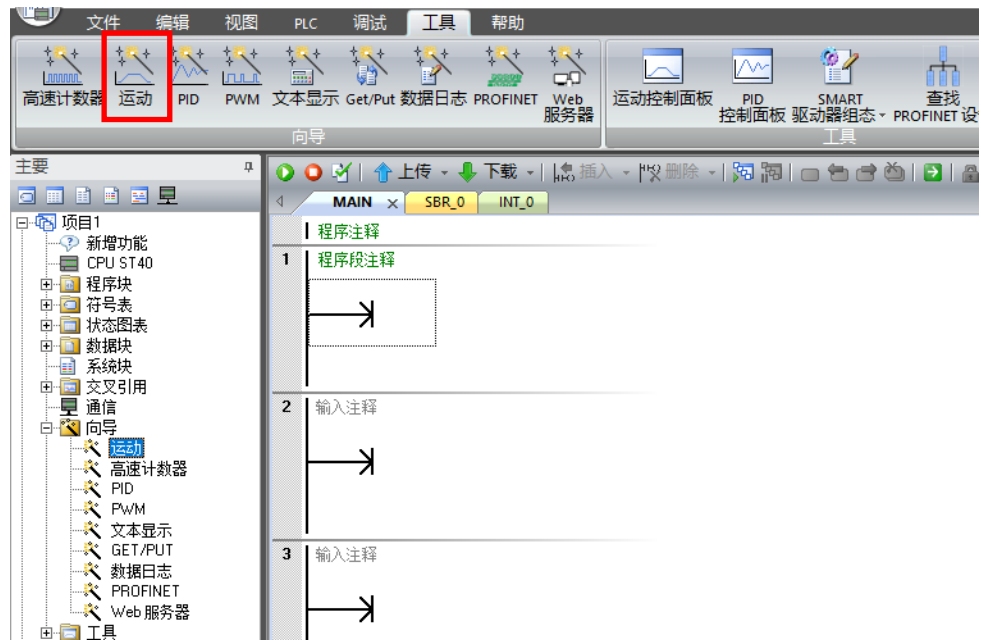 文件 编辑 视图 PLC 调试 工具 帮助
高速计数器 运动 PID PWM 文本显示 Get/Put 数据日志 PROFINET Web 服务器 运动控制面板 PID 控制面板 SMART 驱动器组态 查找 PROFINET 设
向导 工具
主要
上传 下载 插入 删除
MAIN SBR_0 INT_0
项目1
新增功能
CPU ST40
程序块
符号表
状态图表
数据块
系统块
交叉引用
通信
向导
运动
高速计数器
PID
PWM
文本显示
GET/PUT
数据日志
PROFINET
Web 服务器
工具
程序注释
1 程序段注释
2 输入注释
3 输入注释